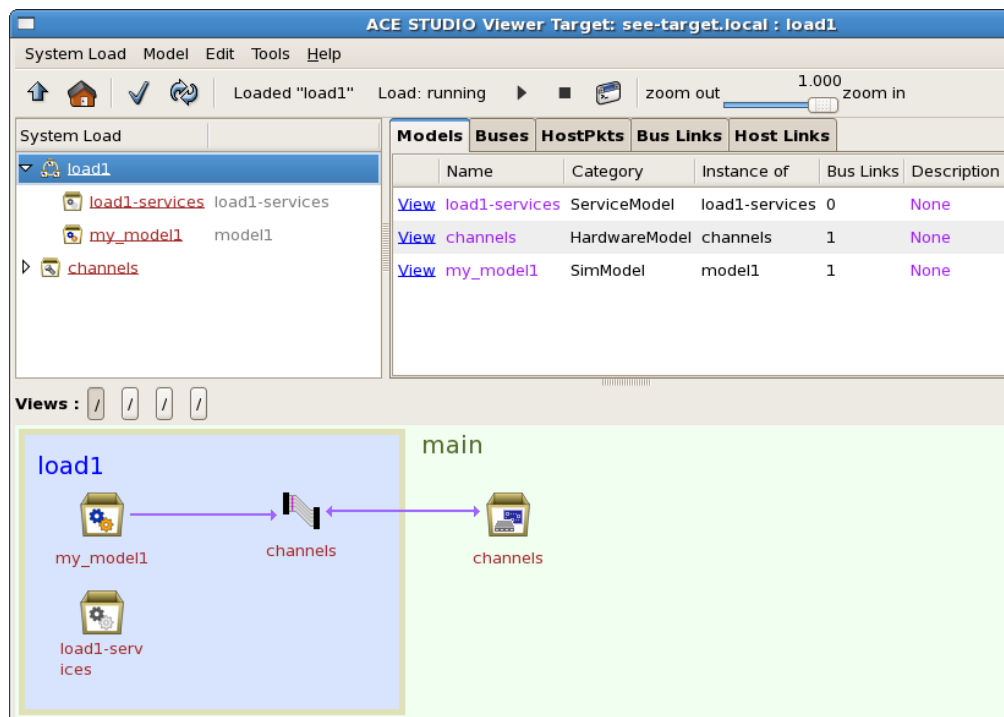 ACE STUDIO Viewer Target: see-target.local : load1
System Load Model Edit Tools Help
Loaded "load1" Load: running zoom out 1.000 zoom in
System Load
load1
load1-services load1-services
my_model1 model1
channels
Models Buses HostPkts Bus Links Host Links
Name Category Instance of Bus Links Description
View load1-services ServiceModel load1-services 0 None
View channels HardwareModel channels 1 None
View my_model1 SimModel model1 1 None
Views : / / / /
load1
main
my_model1
channels
channels
load1-serv
ices